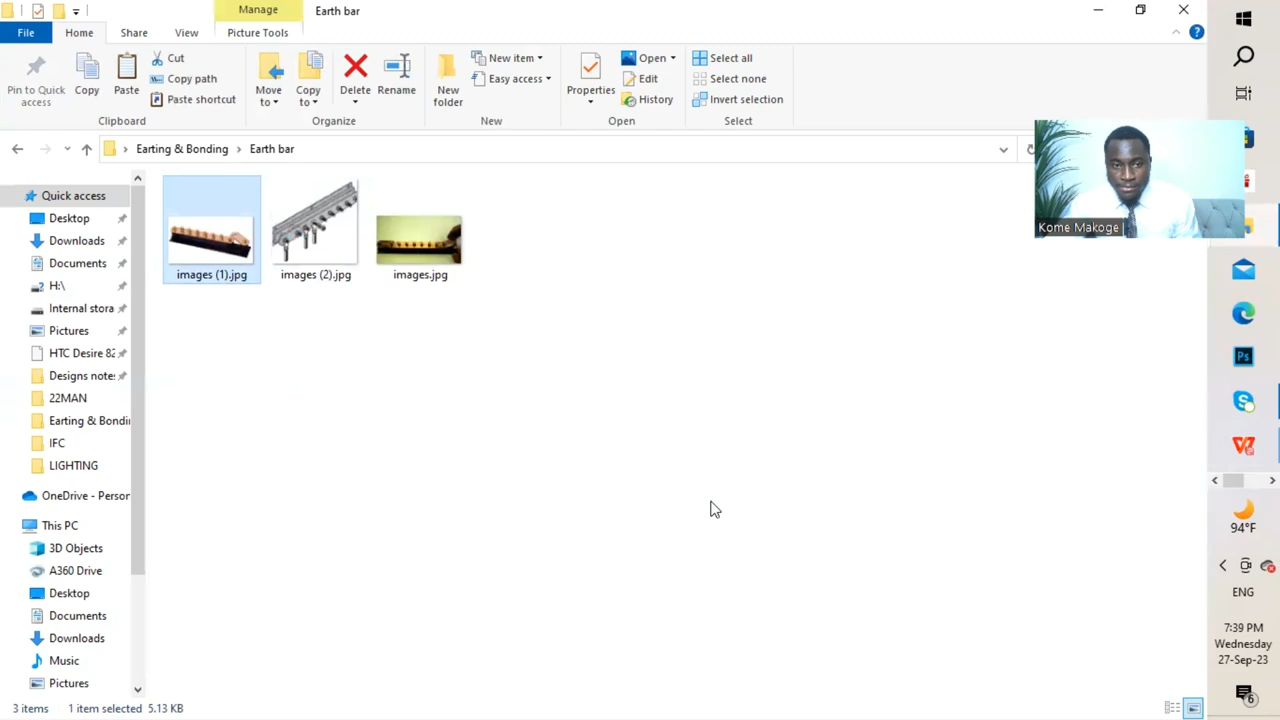 Manage
Earth bar
File
Home
Share
View
Picture Tools
Pin to Quick access
Copy
Paste
Cut
Copy path
Paste shortcut
Clipboard
Move to
Copy to
Delete
Rename
Organize
New folder
New item
Easy access
New
Properties
Open
Edit
History
Open
Select all
Select none
Invert selection
Select
Earting & Bonding > Earth bar
Quick access
Desktop
Downloads
Documents
H:\
Internal stora
Pictures
HTC Desire 82
Designs note:
22MAN
Earting & Bondi
IFC
LIGHTING
OneDrive - Person
This PC
3D Objects
A360 Drive
Desktop
Documents
Downloads
Music
Pictures
images (1).jpg
images (2).jpg
images.jpg
Kome Makoge |
Ps
94°F
ENG
7:39 PM
Wednesday
27-Sep-23
6
3 items
1 item selected 5.13 KB